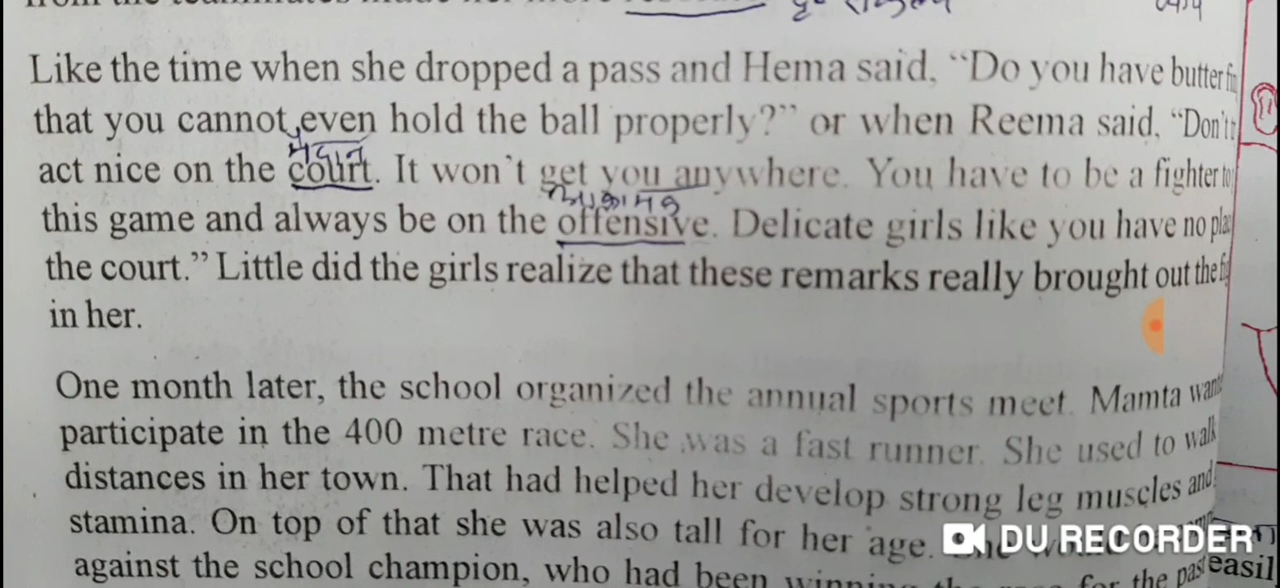 Like the time when she dropped a pass and Hema said, “Do you have butter
that you cannot even hold the ball properly?” or when Reema said, “Don't
act nice on the court. It won't get you anywhere. You have to be a fighter
this game and always be on the offensive. Delicate girls like you have no
the court.” Little did the girls realize that these remarks really brought out the
in her.
One month later, the school organized the annual sports meet. Mamta
participate in the 400 metre race. She was a fast runner. She used to walk
distances in her town. That had helped her develop strong leg muscles and
stamina. On top of that she was also tall for her age.
DU RECORDER
against the school champion, who had been winning the race for the past